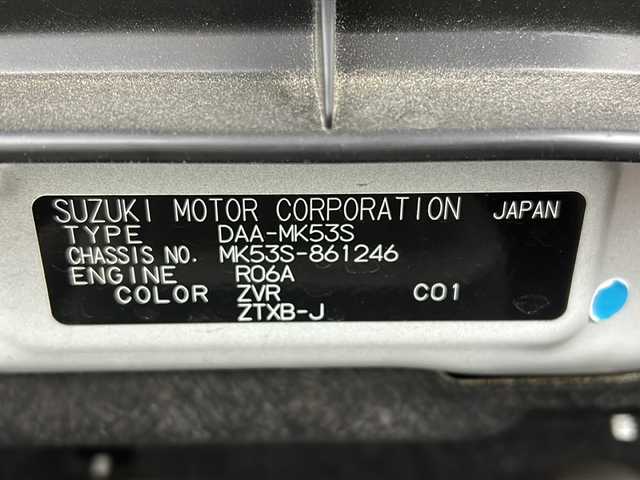 SUZUKI MOTOR CORPORATION JAPAN
TYPE DAA-MK53S
CHASSIS NO. MK53S-861246
ENGINE R06A
COLOR ZVR C01
ZTXB-J